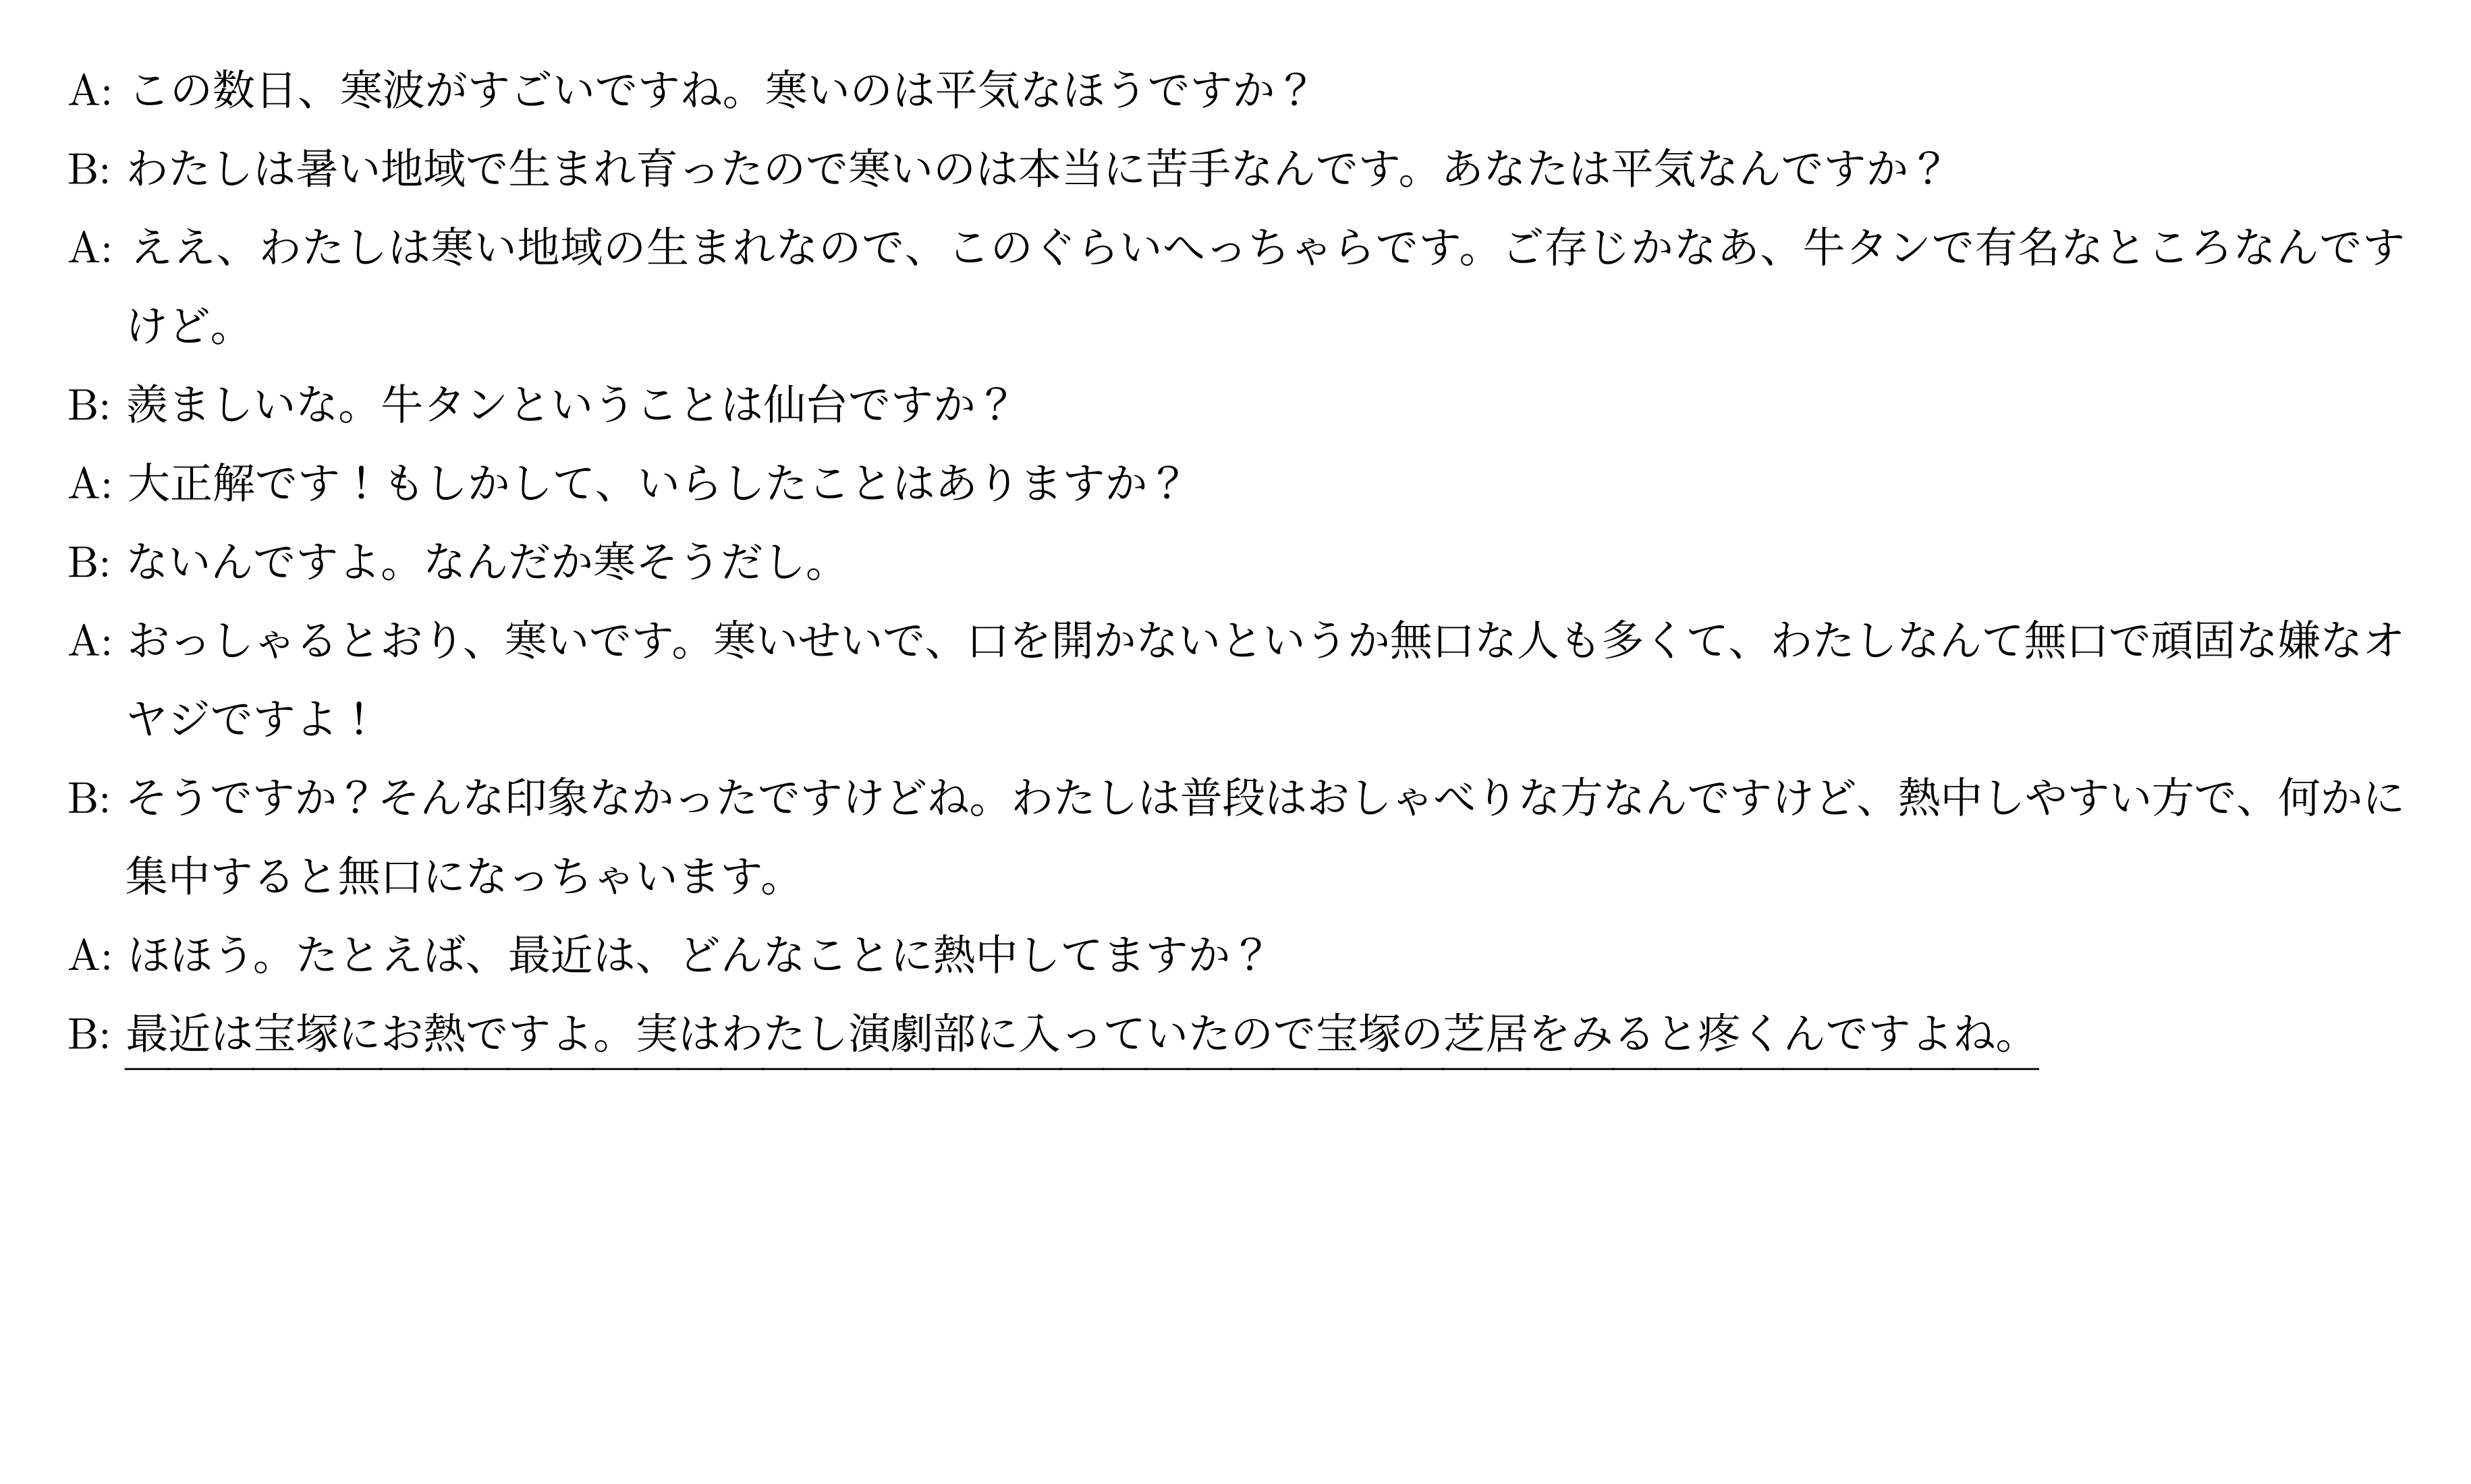 A: この数日、寒波がすごいですね。寒いのは平気なほうですか？
B: わたしは暑い地域で生まれ育ったので寒いのは本当に苦手なんです。あなたは平気なんですか？
A: ええ、わたしは寒い地域の生まれなので、このぐらいへっちゃらです。ご存じかなあ、牛タンで有名なところなんです
けど。
B: 羨ましいな。牛タンということは仙台ですか？
A: 大正解です！もしかして、いらしたことはありますか？
B: ないんですよ。なんだか寒そうだし。
A: おっしゃるとおり、寒いです。寒いせいで、口を開かないというか無口な人も多くて、わたしなんて無口で頑固な嫌なオ
ヤジですよ！
B: そうですか？そんな印象なかったですけどね。わたしは普段はおしゃべりな方なんですけど、熱中しやすい方で、何かに
集中すると無口になっちゃいます。
A: ほほう。たとえば、最近は、どんなことに熱中してますか？
B: 最近は宝塚にお熱ですよ。実はわたし演劇部に入っていたので宝塚の芝居をみると疼くんですよね。